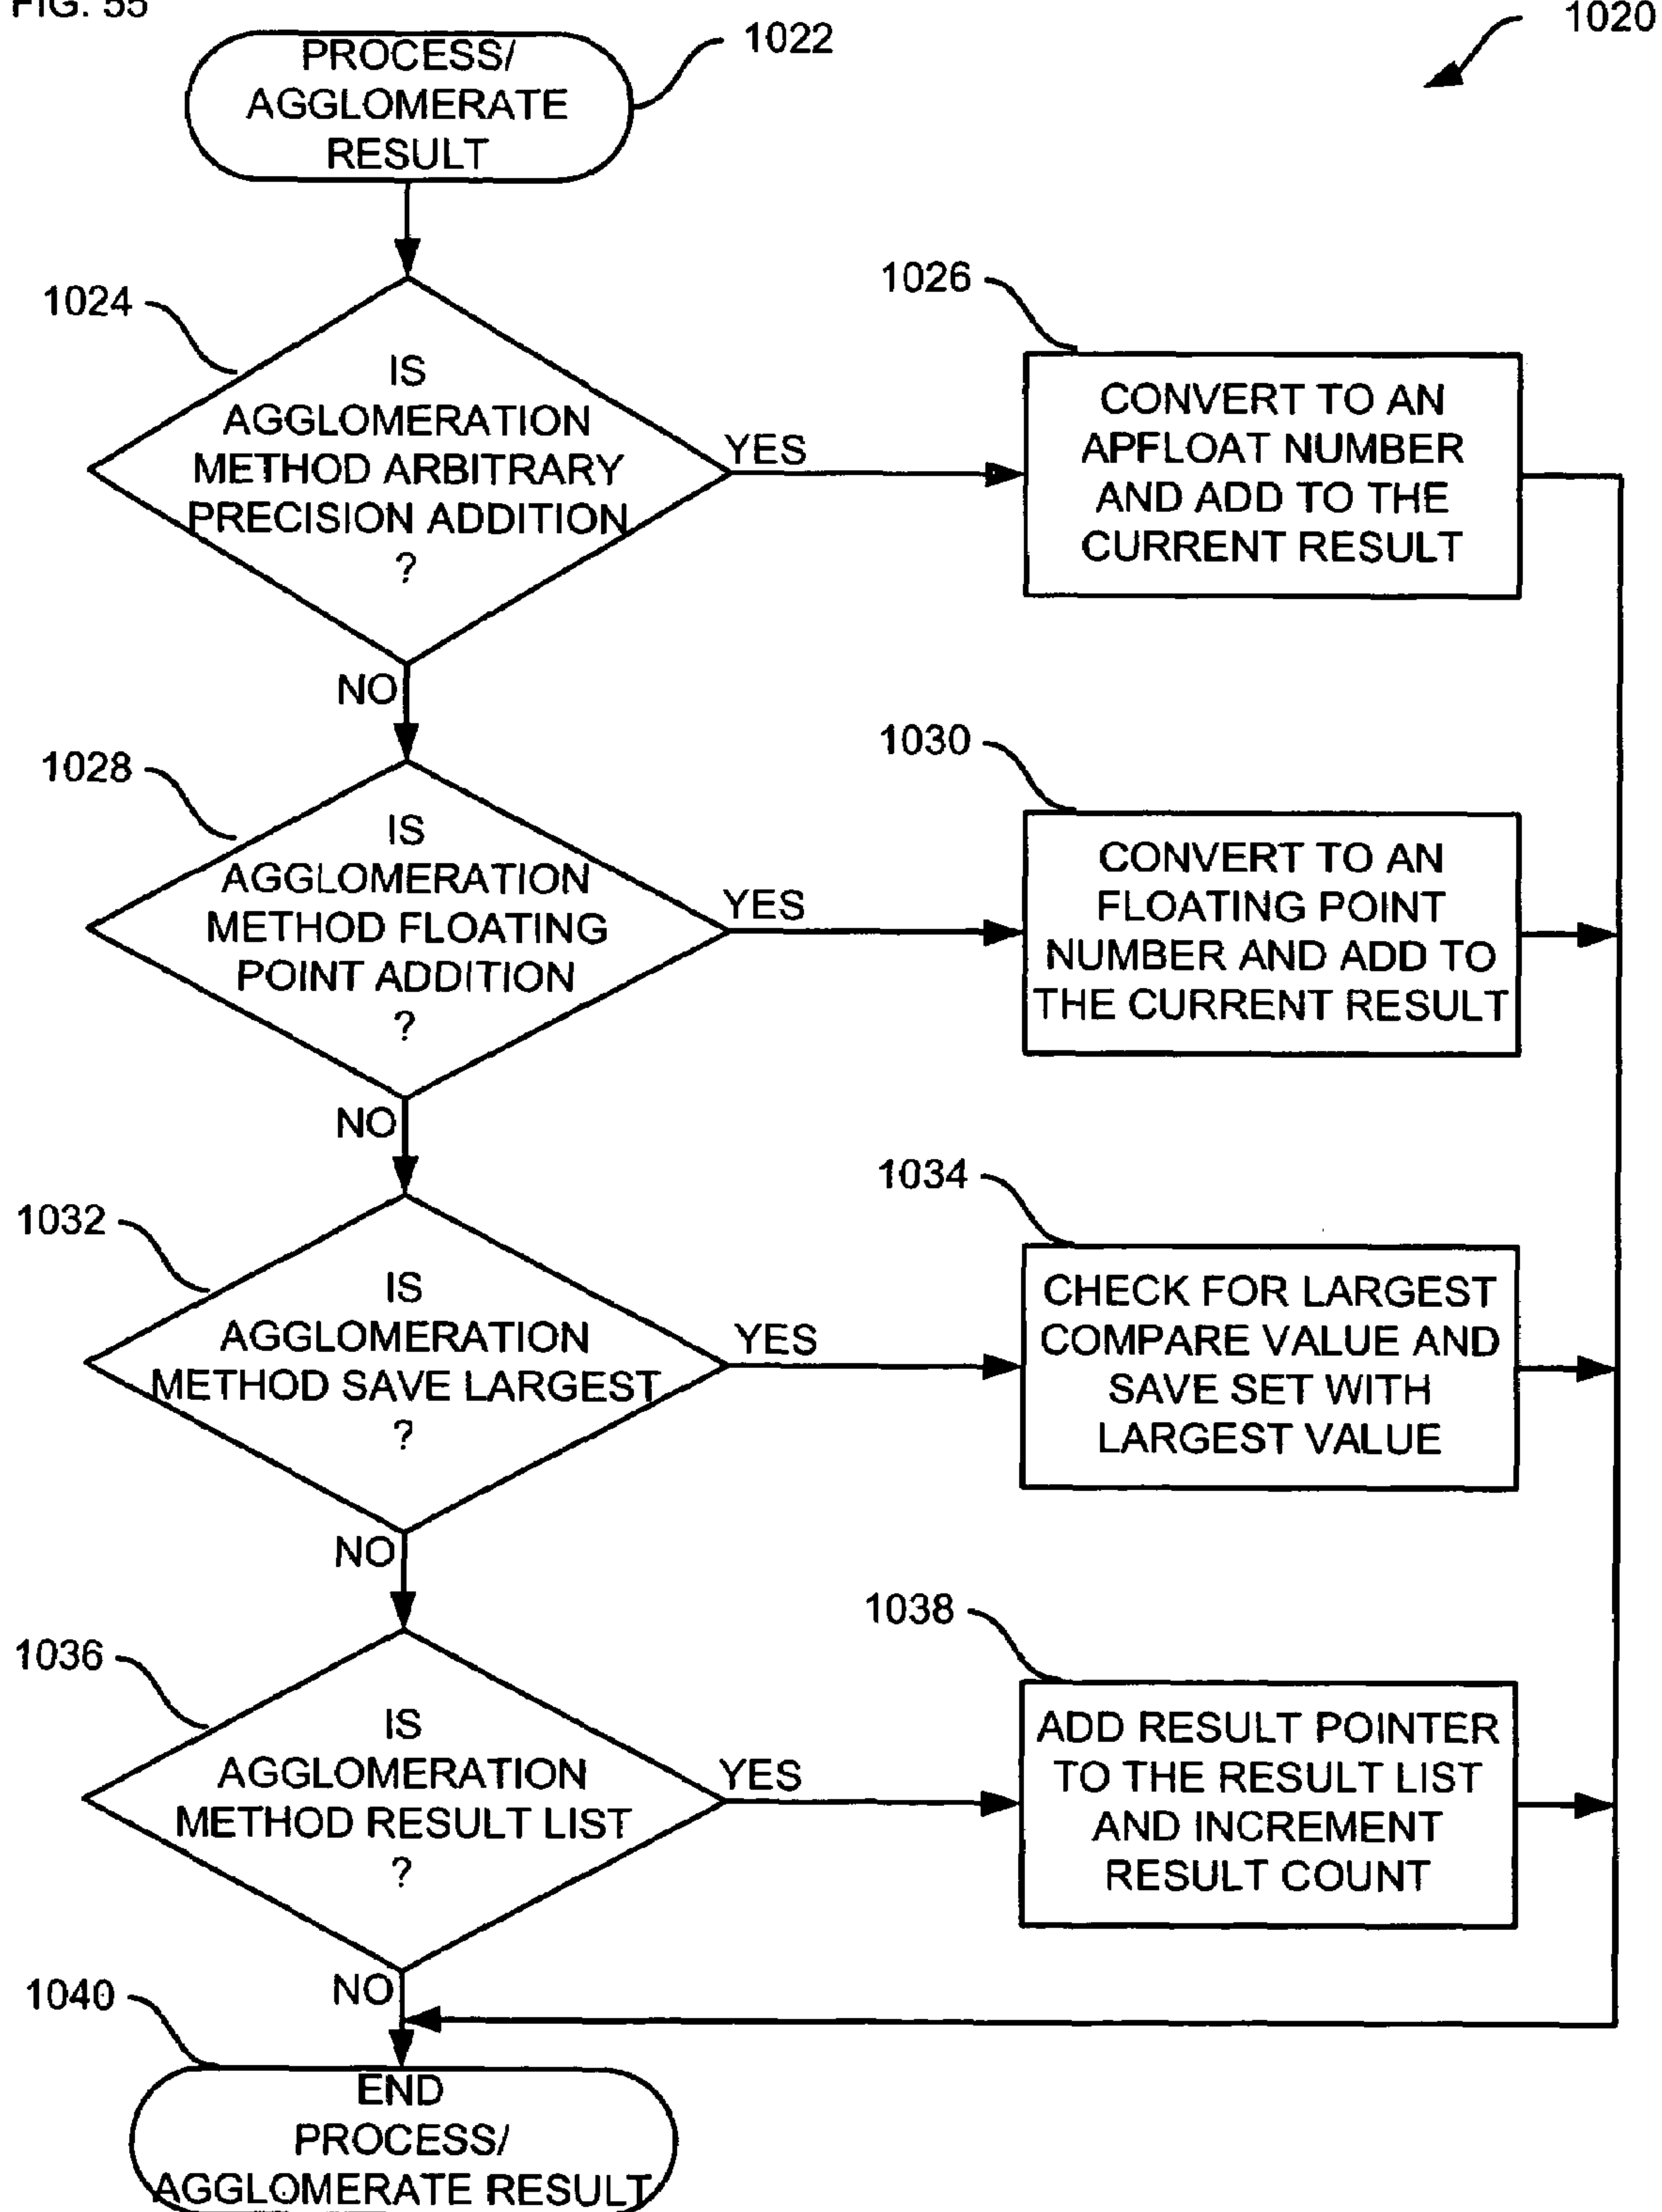 FIG. 55
1020
PROCESS/
AGGLOMERATE
RESULT
1022
1024
IS
AGGLOMERATION
METHOD ARBITRARY
PRECISION ADDITION
?
YES
NO
1026
CONVERT TO AN
APFLOAT NUMBER
AND ADD TO THE
CURRENT RESULT
1028
IS
AGGLOMERATION
METHOD FLOATING
POINT ADDITION
?
YES
NO
1030
CONVERT TO AN
FLOATING POINT
NUMBER AND ADD TO
THE CURRENT RESULT
1032
IS
AGGLOMERATION
METHOD SAVE LARGEST
?
YES
NO
1034
CHECK FOR LARGEST
COMPARE VALUE AND
SAVE SET WITH
LARGEST VALUE
1036
IS
AGGLOMERATION
METHOD RESULT LIST
?
YES
NO
1038
ADD RESULT POINTER
TO THE RESULT LIST
AND INCREMENT
RESULT COUNT
1040
END
PROCESS/
AGGLOMERATE RESULT